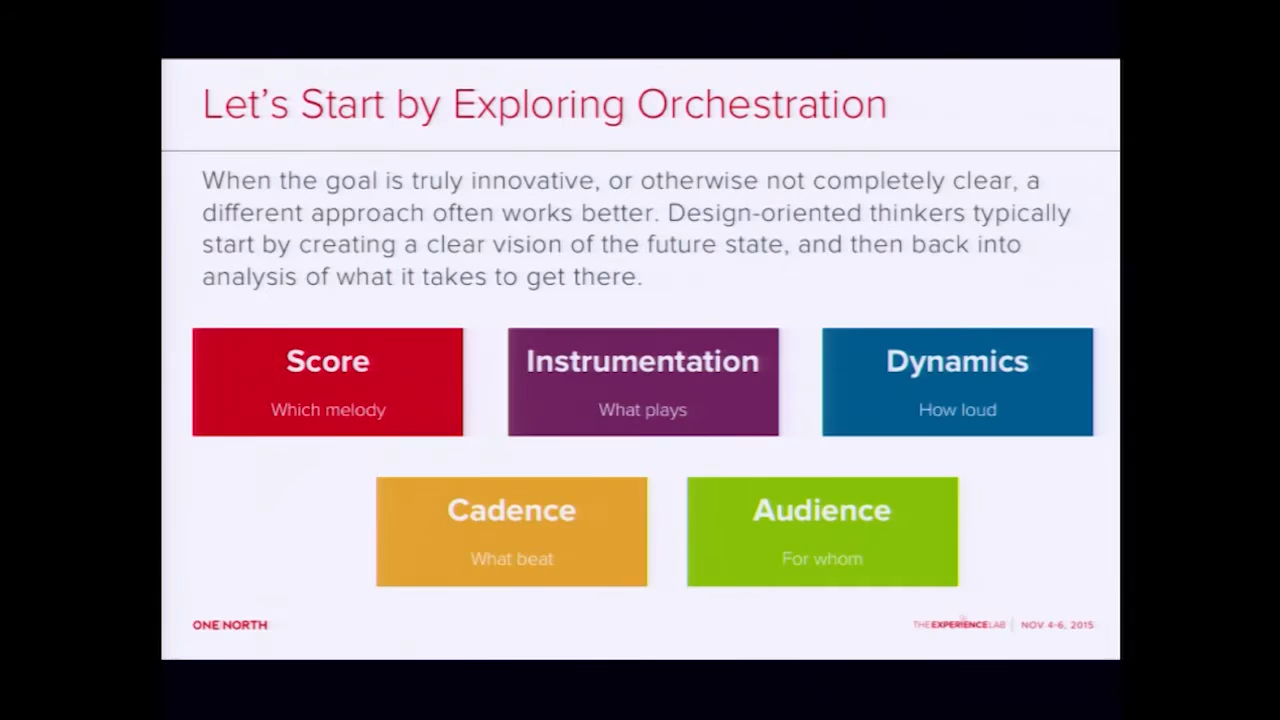 Let's Start by Exploring Orchestration
When the goal is truly innovative, or otherwise not completely clear, a
different approach often works better. Design-oriented thinkers typically
start by creating a clear vision of the future state, and then back into
analysis of what it takes to get there.
Score
Which melody
Instrumentation
What plays
Dynamics
How loud
Cadence
What beat
Audience
For whom
ONE NORTH
THE EXPERIENCE LAB | NOV 4-6, 2015